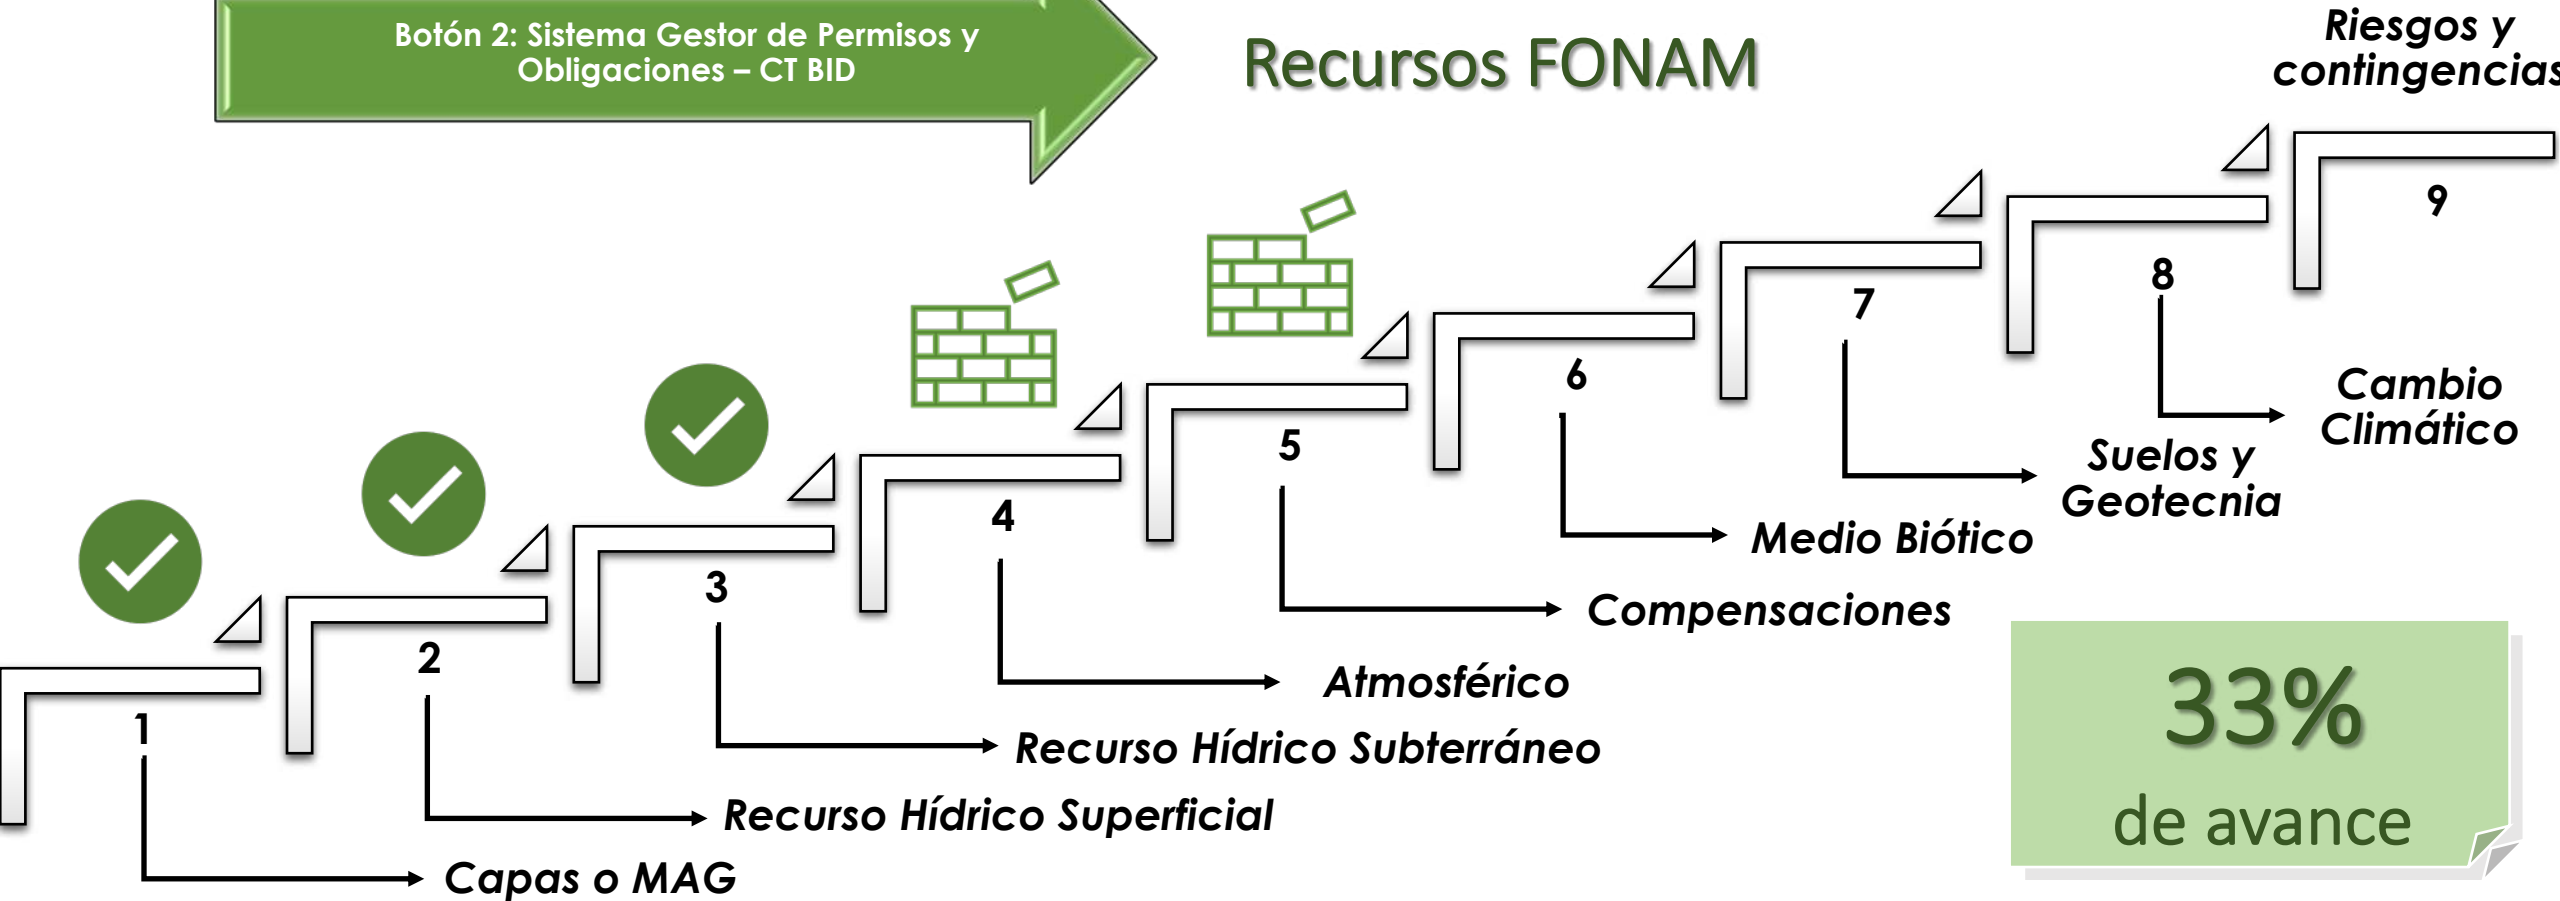 Botón 2: Sistema Gestor de Permisos y
Obligaciones – CT BID
Recursos FONAM
Riesgos y
contingencias
9
8
7
6
5
4
3
2
1
Cambio
Climático
Suelos y
Geotecnia
Medio Biótico
Compensaciones
Atmosférico
Recurso Hídrico Subterráneo
Recurso Hídrico Superficial
Capas o MAG
33%
de avance